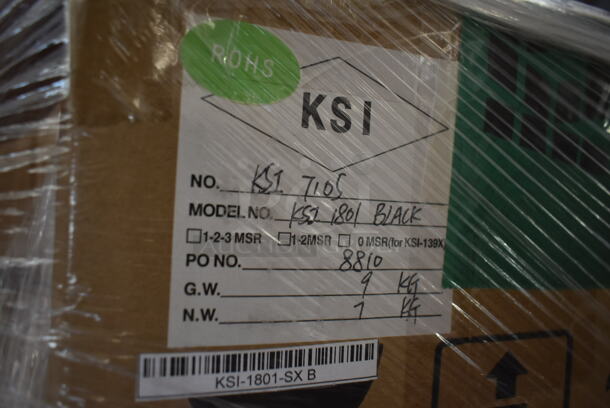 ROHS
KSI
NO. KSI 7105
MODEL NO. KSI 1801 BLACK
☐1-2-3 MSR ☐1-2MSR ☐ 0 MSR(for KSI-139X
PO NO. 8810
G.W. 9 KG
N.W. 7 KG
KSI-1801-SX B